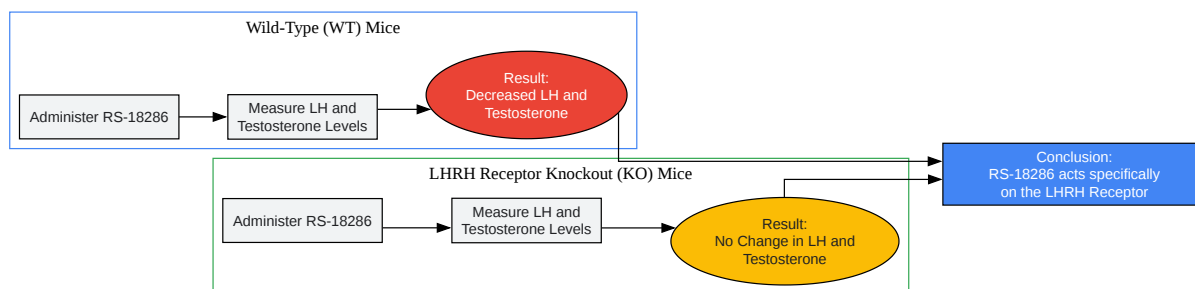 Wild-Type (WT) Mice
Administer RS-18286
Measure LH and
Testosterone Levels
Result:
Decreased LH and
Testosterone
LHRH Receptor Knockout (KO) Mice
Administer RS-18286
Measure LH and
Testosterone Levels
Result:
No Change in LH and
Testosterone
Conclusion:
RS-18286 acts specifically
on the LHRH Receptor